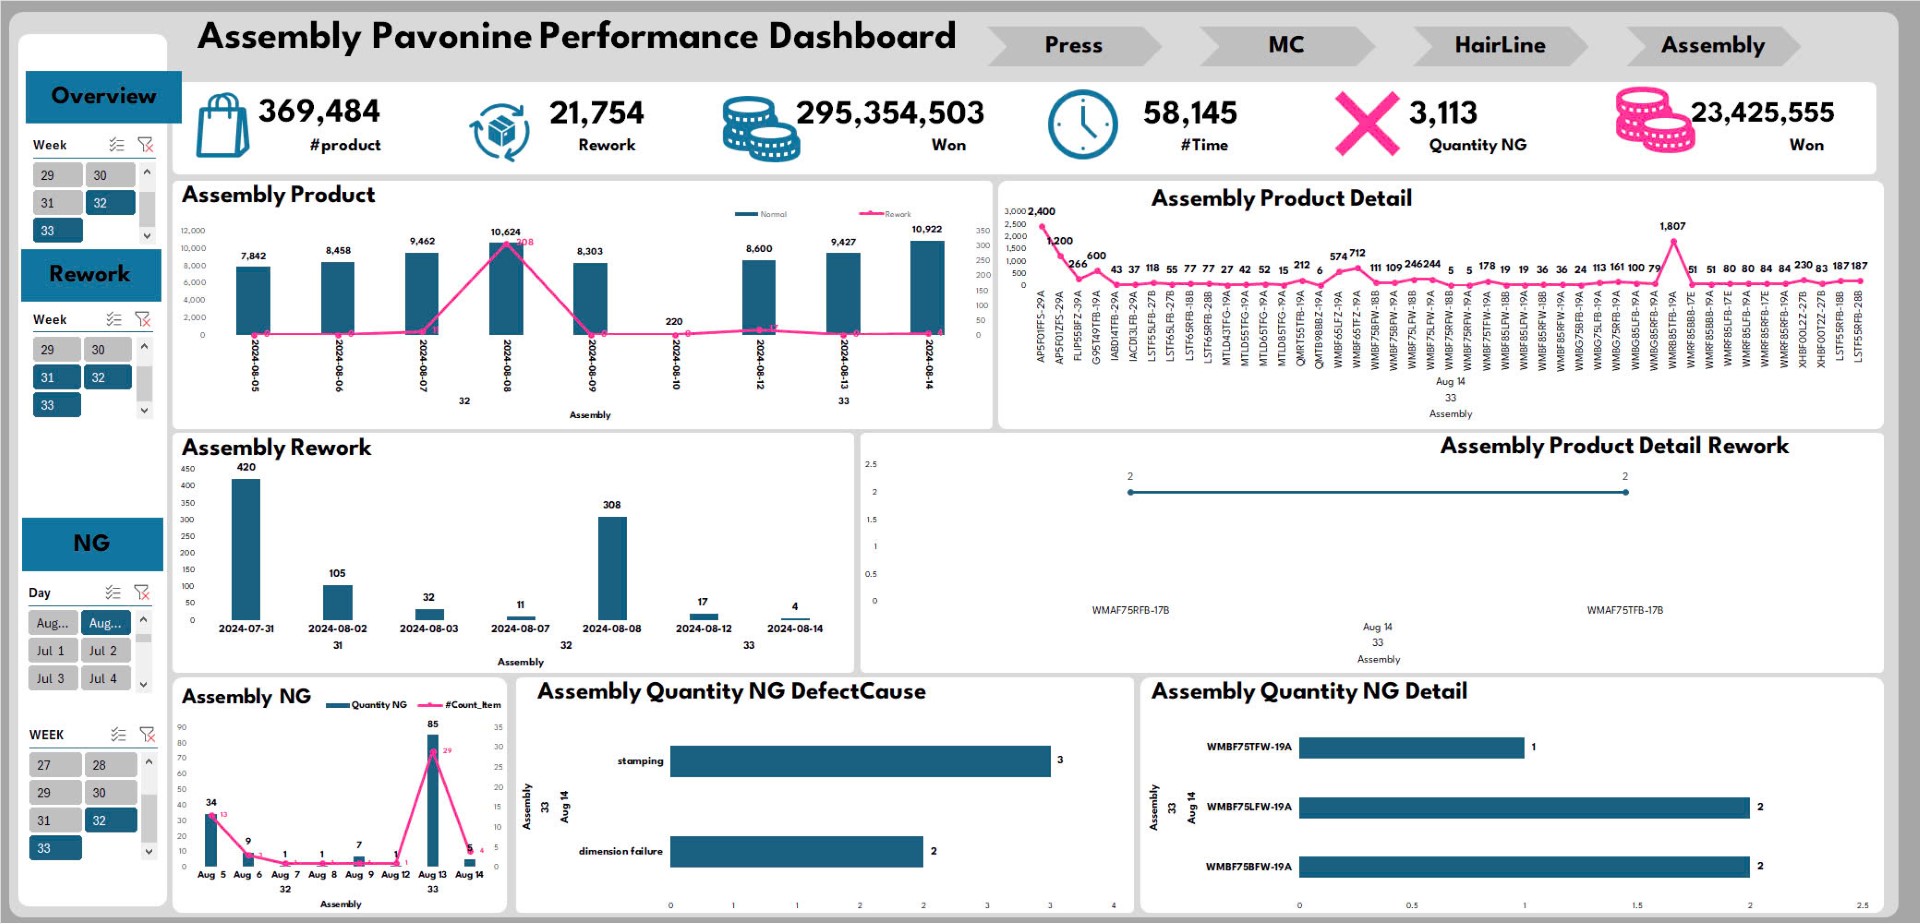 Assembly Pavonine Performance Dashboard
Press
MC
HairLine
Assembly
Overview
369,484
#product
21,754
Rework
295,354,503
Won
58,145
#Time
3,113
Quantity NG
23,425,555
Won
Week
29 30
31 32
33
Rework
Week
29 30
31 32
33
NG
Day
Aug... Aug...
Jul 1 Jul 2
Jul 3 Jul 4
WEEK
27 28
29 30
31 32
33
Assembly Product
Normal Rework
12,000
10,000
8,000
6,000
4,000
2,000
0
7,842 8,458 9,462 10,624 8,303 220 8,600 9,427 10,922
0 0 11 308 0 0 17 0 4
350
300
250
200
150
100
50
0
2024-08-05 2024-08-06 2024-08-07 2024-08-08 2024-08-09 2024-08-10 2024-08-12 2024-08-13 2024-08-14
32 33
Assembly
Assembly Product Detail
3,000
2,500
2,000
1,500
1,000
500
0
2,400 1,200 266 600 43 37 118 55 77 77 27 42 52 15 212 6 574 712 111 109 246 244 5 5 178 19 19 36 36 24 113 161 100 79 1,807 51 51 80 80 84 84 230 83 187 187
AP5F01FFS-29A AP5F012FS-29A FLIP55BFZ-39A G95T49TFB-19A IABD14TFB-29A IACD13LFB-29A LSTF55LFB-27B LSTF65LFB-27B LSTF65RFB-18B LSTF65RFB-28B MTLD43TFG-19A MTLD55TFG-19A MTLD65TFG-19A MTLD85TFG-19A QMRT55TFB-19A QMTB98BBZ-19A WMBF65LFZ-19A WMBF65TFZ-19A WMBF75BFW-18B WMBF75BFW-19A WMBF75LFW-18B WMBF75LFW-19A WMBF75RFW-18B WMBF75RFW-19A WMBF75TFW-19A WMBF85LFW-18B WMBF85LFW-19A WMBF85RFW-18B WMBF85RFW-19A WMBG75BFB-19A WMBG75LFB-19A WMBG75RFB-19A WMBG85LFB-19A WMBG85RFB-19A WMRB85TFB-19A WMRF85BBB-17E WMRF85BBB-19A WMRF85LFB-17E WMRF85LFB-19A WMRF85RFB-17E WMRF85RFB-19A XHBF00L2Z-27B XHBF00T2Z-27B LSTF55RFB-18B LSTF55RFB-28B
Aug 14
33
Assembly
Assembly Rework
450
400
350
300
250
200
150
100
50
0
420 105 32 11 308 17 4
2024-07-31 2024-08-02 2024-08-03 2024-08-07 2024-08-08 2024-08-12 2024-08-14
31 32 33
Assembly
Assembly Product Detail Rework
2.5
2
1.5
1
0.5
0
2 2
WMAF75RFB-17B WMAF75TFB-17B
Aug 14
33
Assembly
Assembly NG
Quantity NG #Count_Item
90
80
70
60
50
40
30
20
10
0
34 9 1 1 7 1 85 5
13 3 1 1 1 1 29 4
35
30
25
20
15
10
5
0
Aug 5 Aug 6 Aug 7 Aug 8 Aug 9 Aug 12 Aug 13 Aug 14
32 33
Assembly
Assembly Quantity NG DefectCause
Assembly
33
Aug 14
stamping 3
dimension failure 2
0 1 1 2 2 3 3 4
Assembly Quantity NG Detail
Assembly
33
Aug 14
WMBF75TFW-19A 1
WMBF75LFW-19A 2
WMBF75BFW-19A 2
0 0.5 1 1.5 2 2.5